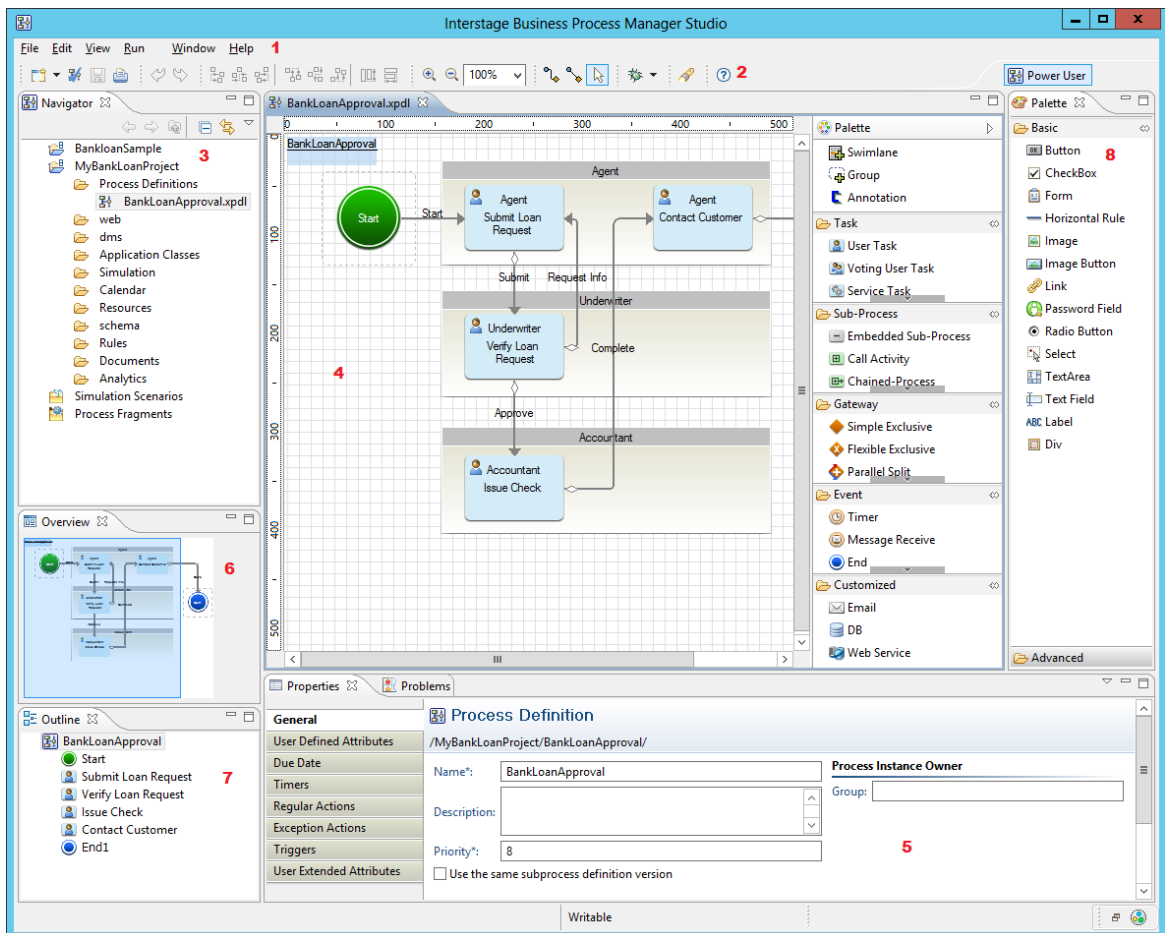 Interstage Business Process Manager Studio
File Edit View Run Window Help 1
100% 2
Power User
Navigator
3
BankloanSample
MyBankLoanProject
Process Definitions
BankLoanApproval.xpdl
web
dms
Application Classes
Simulation
Calendar
Resources
schema
Rules
Documents
Analytics
Simulation Scenarios
Process Fragments
BankLoanApproval.xpdl
0 100 200 300 400 500
0
100
200
300
400
500
BankLoanApproval
Agent
Start
Start
Agent
Submit Loan
Request
Agent
Contact Customer
Submit
Request Info
Underwriter
Underwriter
Verify Loan
Request
Complete
4
Approve
Accountant
Accountant
Issue Check
Palette
Swimlane
Group
Annotation
Task
User Task
Voting User Task
Service Task
Sub-Process
Embedded Sub-Process
Call Activity
Chained-Process
Gateway
Simple Exclusive
Flexible Exclusive
Parallel Split
Event
Timer
Message Receive
End
Customized
Email
DB
Web Service
Palette
Basic
OK Button
8
CheckBox
Form
Horizontal Rule
Image
Image Button
Link
Password Field
Radio Button
Select
TextArea
Text Field
ABC Label
Div
Advanced
Overview
6
Outline
BankLoanApproval
Start
Submit Loan Request
7
Verify Loan Request
Issue Check
Contact Customer
End1
Properties
Problems
General
User Defined Attributes
Due Date
Timers
Regular Actions
Exception Actions
Triggers
User Extended Attributes
Process Definition
/MyBankLoanProject/BankLoanApproval/
Name*: BankLoanApproval
Description:
Priority*: 8
Use the same subprocess definition version
Process Instance Owner
Group:
5
Writable